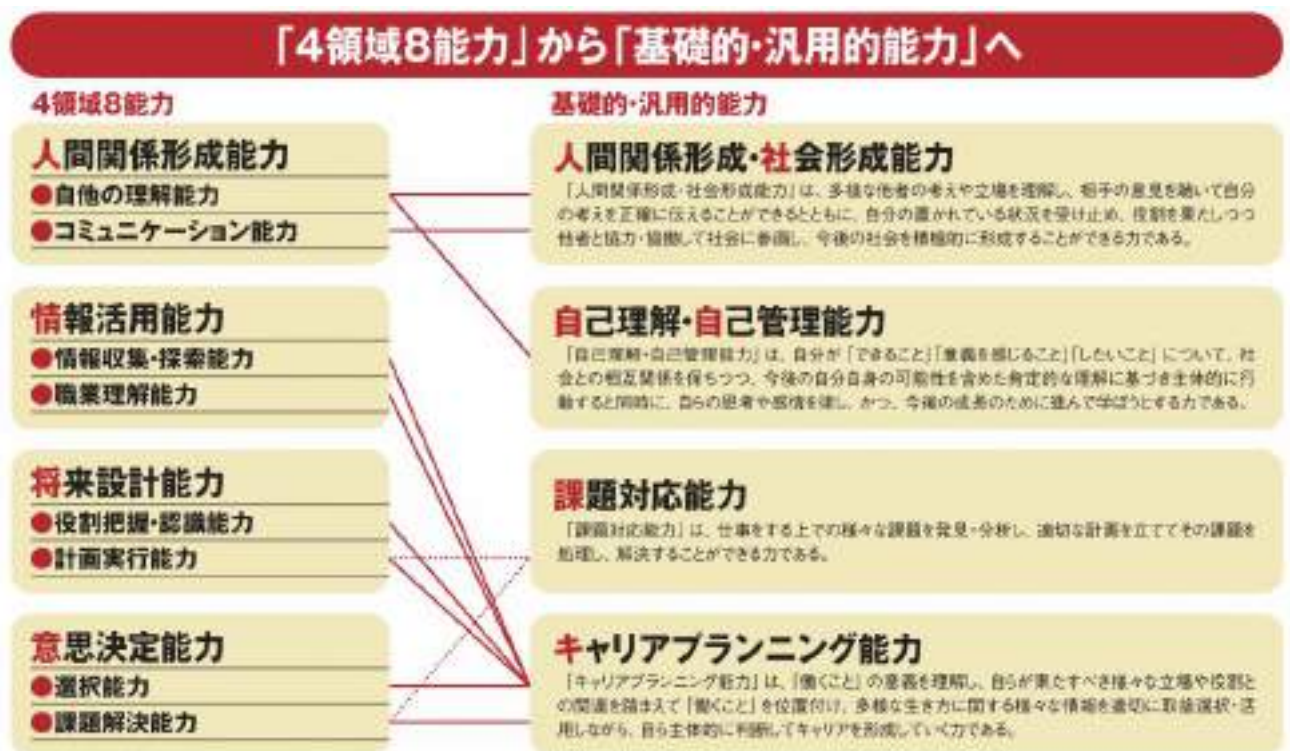 「4領域8能力」から「基礎的・汎用的能力」へ
4領域8能力
人間関係形成能力
●自他の理解能力
●コミュニケーション能力
情報活用能力
●情報収集・探索能力
●職業理解能力
将来設計能力
●役割把握・認識能力
●計画実行能力
意思決定能力
●選択能力
●課題解決能力
基礎的・汎用的能力
人間関係形成・社会形成能力
「人間関係形成・社会形成能力」は、多様な他者の考えや立場を理解し、相手の意見を聴いて自分
の考えを正確に伝えることができるとともに、自分の置かれている状況を受け止め、役割を果たしつつ
他者と協力・協働して社会に参画し、今後の社会を積極的に形成することができる力である。
自己理解・自己管理能力
「自己理解・自己管理能力」は、自分が「できること」「意義を感じること」「したいこと」について、社
会との相互関係を保ちつつ、今後の自分自身の可能性を含めた肯定的な理解に基づき主体的に行
動すると同時に、自らの思考や感情を律し、かつ、今後の成長のために進んで学ぼうとする力である。
課題対応能力
「課題対応能力」は、仕事をする上での様々な課題を発見・分析し、適切な計画を立ててその課題を
処理し、解決することができる力である。
キャリアプランニング能力
「キャリアプランニング能力」は、「働くこと」の意義を理解し、自らが果たすべき様々な立場や役割と
の関連を踏まえて「働くこと」を位置付け、多様な生き方に関する様々な情報を適切に取捨選択・活
用しながら、自ら主体的に判断してキャリアを形成していく力である。